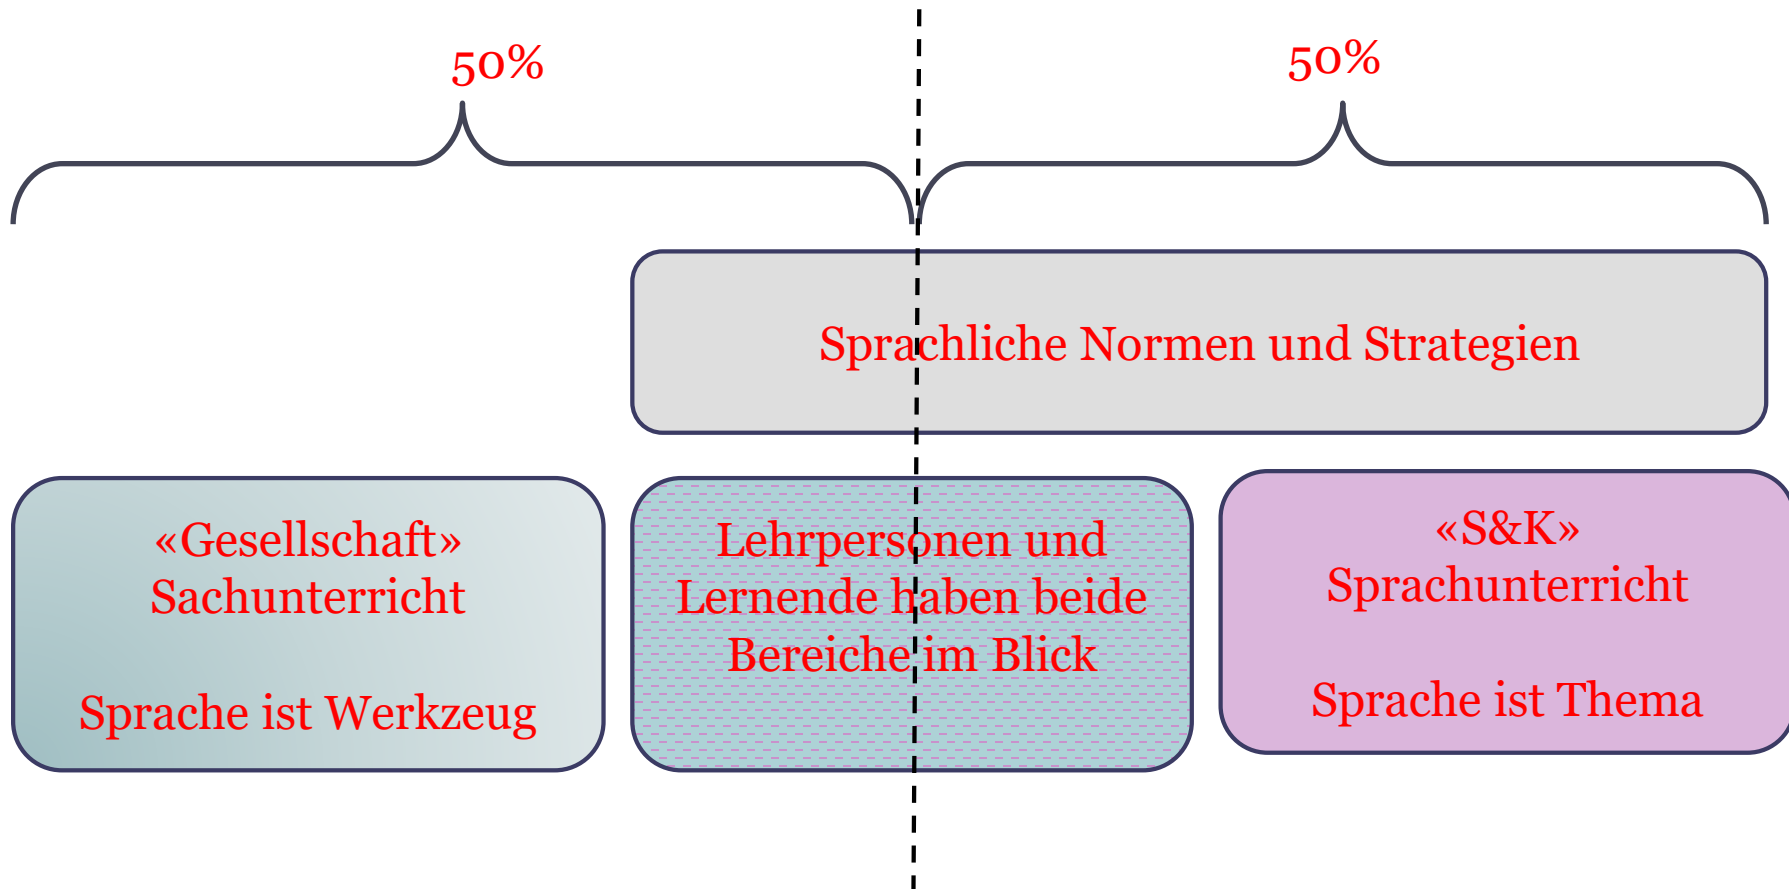 50%
50%
Sprachliche Normen und Strategien
«Gesellschaft»
Sachunterricht
Sprache ist Werkzeug
Lehrpersonen und
Lernende haben beide
Bereiche im Blick
«S&K»
Sprachunterricht
Sprache ist Thema